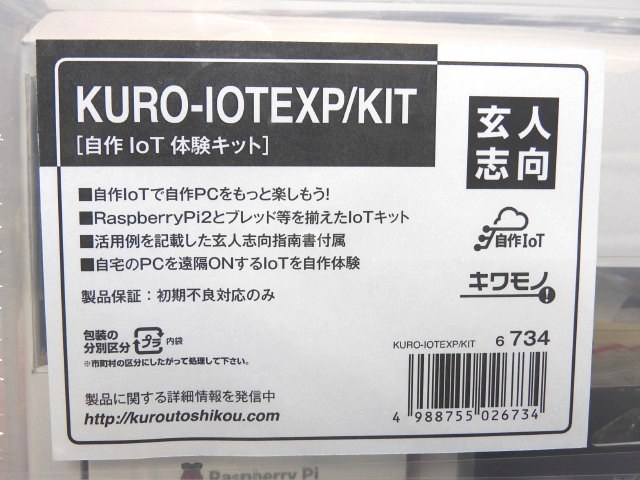 KURO-IOTEXP/KIT
[自作 IoT 体験キット]
玄人
志向
■自作IoTで自作PCをもっと楽しもう!
■RaspberryPi2とブレッド等を揃えたIoTキット
■活用例を記載した玄人志向指南書付属
■自宅のPCを遠隔ONするIoTを自作体験
自作IoT
キワモノ!
製品保証：初期不良対応のみ
包装の
分別区分
プラ
内袋
※市町村の区分にしたがって処理して下さい。
KURO-IOTEXP/KIT 6 734
4 988755 026734
製品に関する詳細情報を発信中
http://kuroutoshikou.com
Raspberry Pi